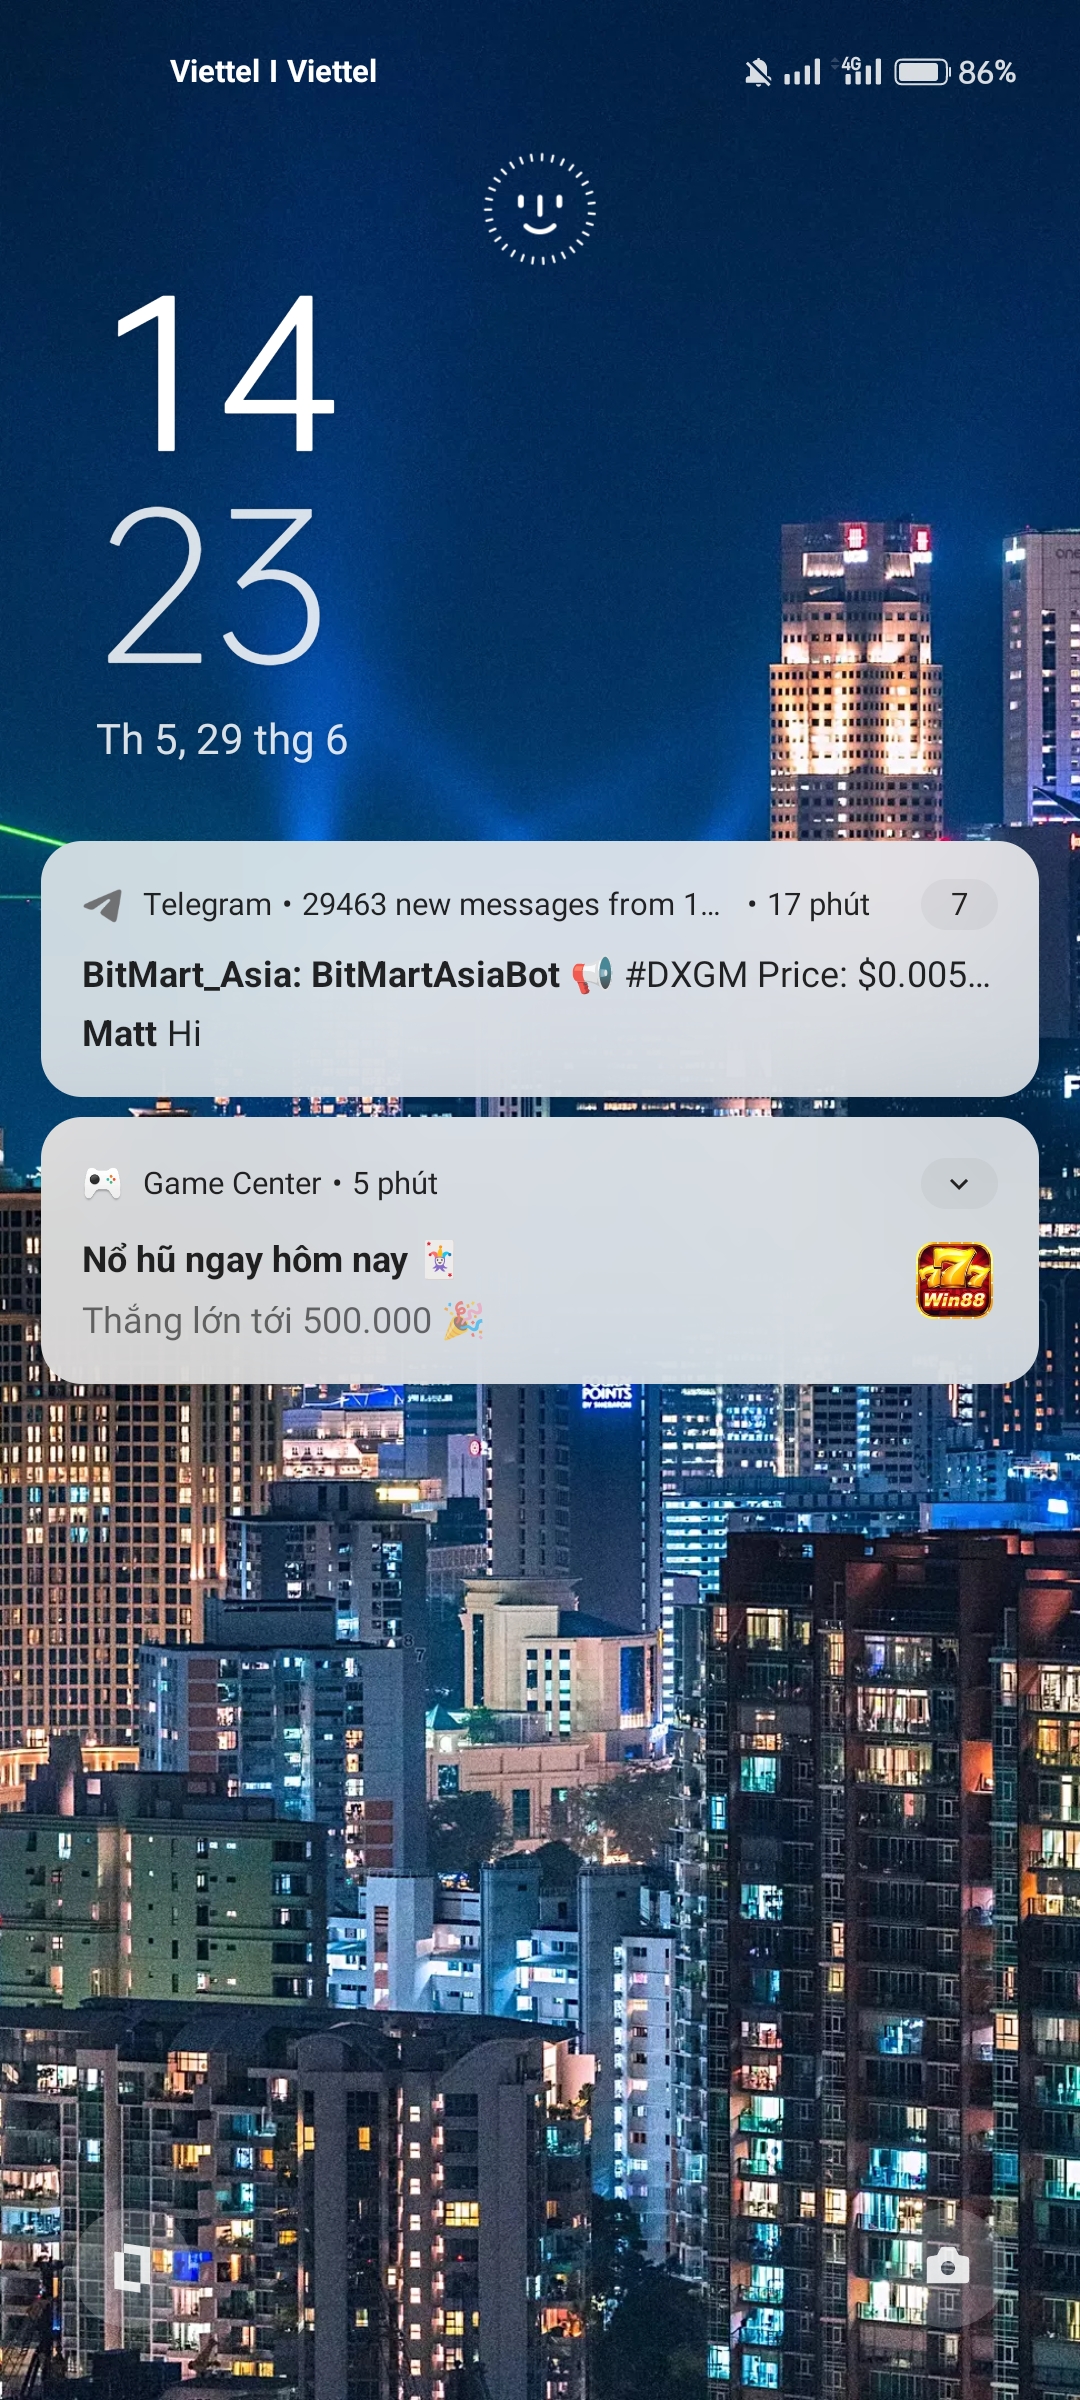 Viettel I Viettel
4G
86%
14
23
Th 5, 29 thg 6
Telegram • 29463 new messages from 1… • 17 phút
7
BitMart_Asia: BitMartAsiaBot 📢 #DXGM Price: $0.005…
Matt Hi
Game Center • 5 phút
Nổ hũ ngay hôm nay 🃏
Thắng lớn tới 500.000 🎉
777
Win88
POINTS
BY SHERATON